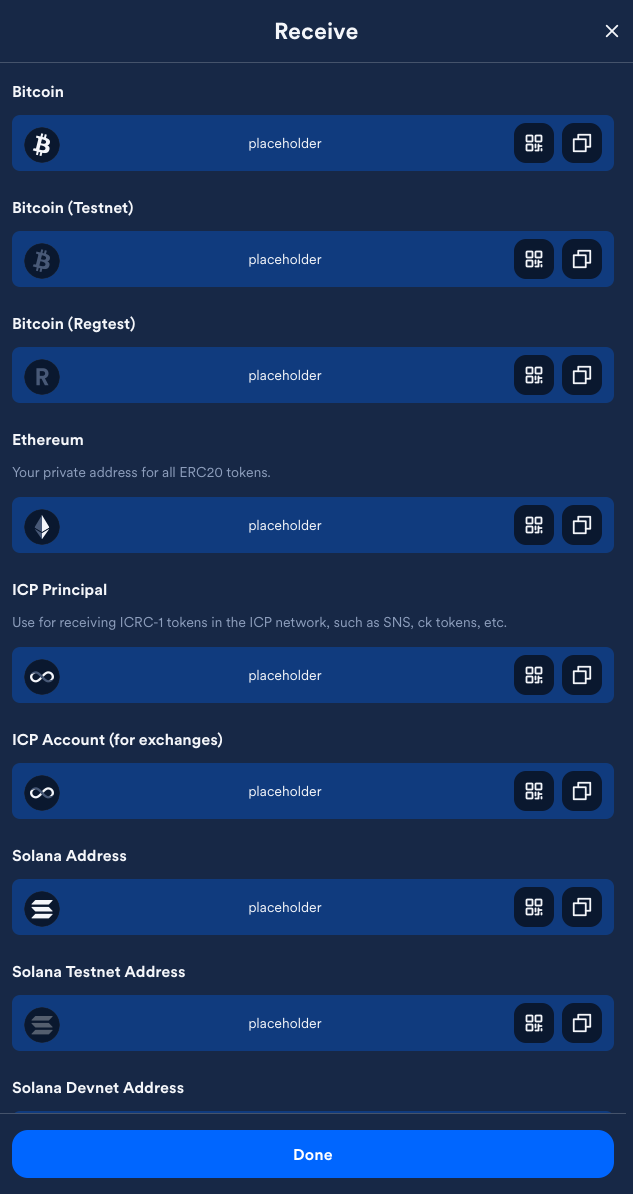 Receive
Bitcoin
placeholder
Bitcoin (Testnet)
placeholder
Bitcoin (Regtest)
R
placeholder
Ethereum
Your private address for all ERC20 tokens.
placeholder
ICP Principal
Use for receiving ICRC-1 tokens in the ICP network, such as SNS, ck tokens, etc.
placeholder
ICP Account (for exchanges)
placeholder
Solana Address
placeholder
Solana Testnet Address
placeholder
Solana Devnet Address
Done